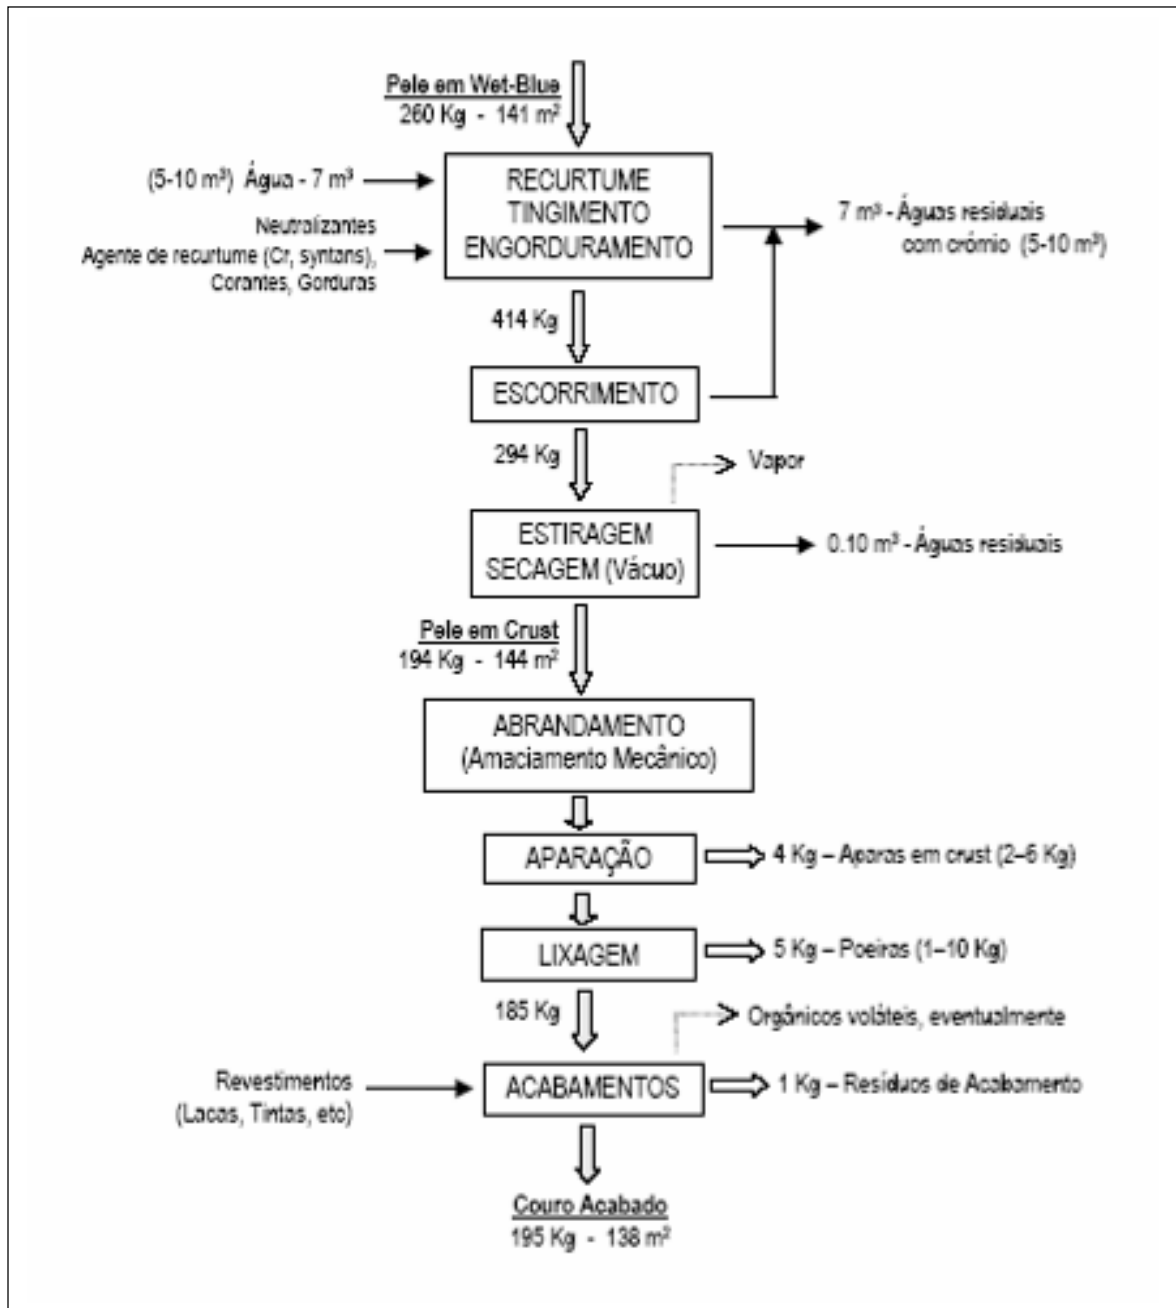 Pele em Wet-Blue
260 Kg - 141 m²
(5-10 m³) Água - 7 m³
Neutralizantes
Agente de recurtume (Cr, syntans),
Corantes, Gorduras
RECURTUME
TINGIMENTO
ENGORDURAMENTO
7 m³ - Águas residuais
com crómio (5-10 m³)
414 Kg
ESCORRIMENTO
294 Kg
Vapor
ESTIRAGEM
SECAGEM (Vácuo)
0.10 m³ - Águas residuais
Pele em Crust
194 Kg - 144 m²
ABRANDAMENTO
(Amaciamento Mecânico)
APARAÇÃO
4 Kg – Aparas em crust (2–6 Kg)
LIXAGEM
5 Kg – Poeiras (1–10 Kg)
185 Kg
Orgânicos voláteis, eventualmente
Revestimentos
(Lacas, Tintas, etc)
ACABAMENTOS
1 Kg – Resíduos de Acabamento
Couro Acabado
195 Kg - 138 m²